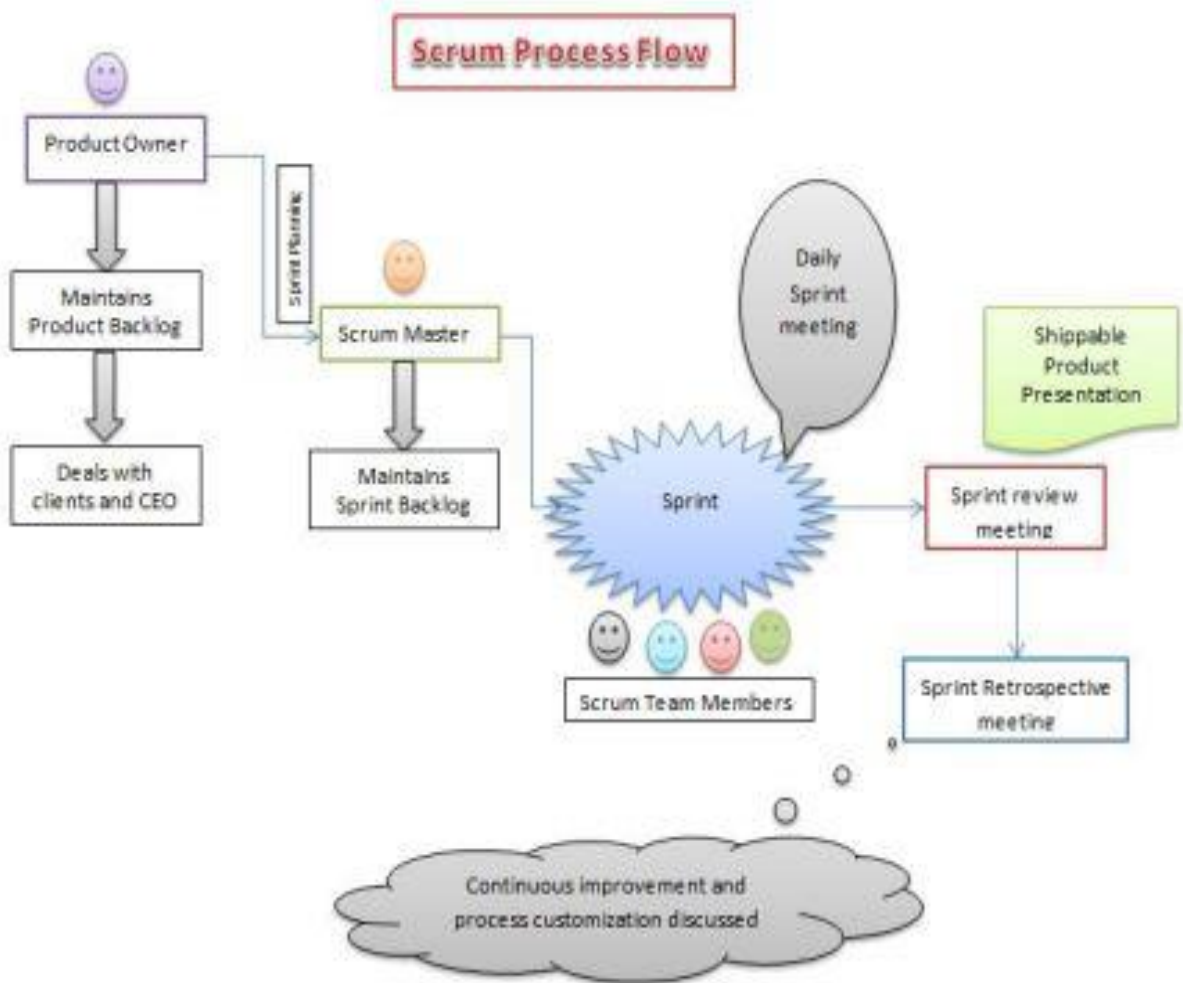 Scrum Process Flow
Product Owner
Sprint Planning
Maintains
Product Backlog
Scrum Master
Deals with
clients and CEO
Maintains
Sprint Backlog
Daily
Sprint
meeting
Sprint
Scrum Team Members
Shippable
Product
Presentation
Sprint review
meeting
Sprint Retrospective
meeting
Continuous improvement and
process customization discussed